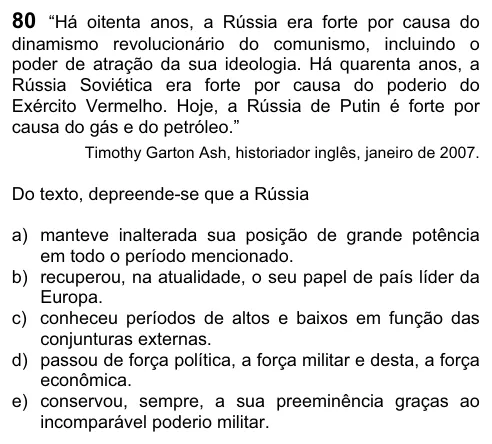 80 “Há oitenta anos, a Rússia era forte por causa do
dinamismo revolucionário do comunismo, incluindo o
poder de atração da sua ideologia. Há quarenta anos, a
Rússia Soviética era forte por causa do poderio do
Exército Vermelho. Hoje, a Rússia de Putin é forte por
causa do gás e do petróleo.”
Timothy Garton Ash, historiador inglês, janeiro de 2007.
Do texto, depreende-se que a Rússia
a) manteve inalterada sua posição de grande potência
em todo o período mencionado.
b) recuperou, na atualidade, o seu papel de país líder da
Europa.
c) conheceu períodos de altos e baixos em função das
conjunturas externas.
d) passou de força política, a força militar e desta, a força
econômica.
e) conservou, sempre, a sua preeminência graças ao
incomparável poderio militar.